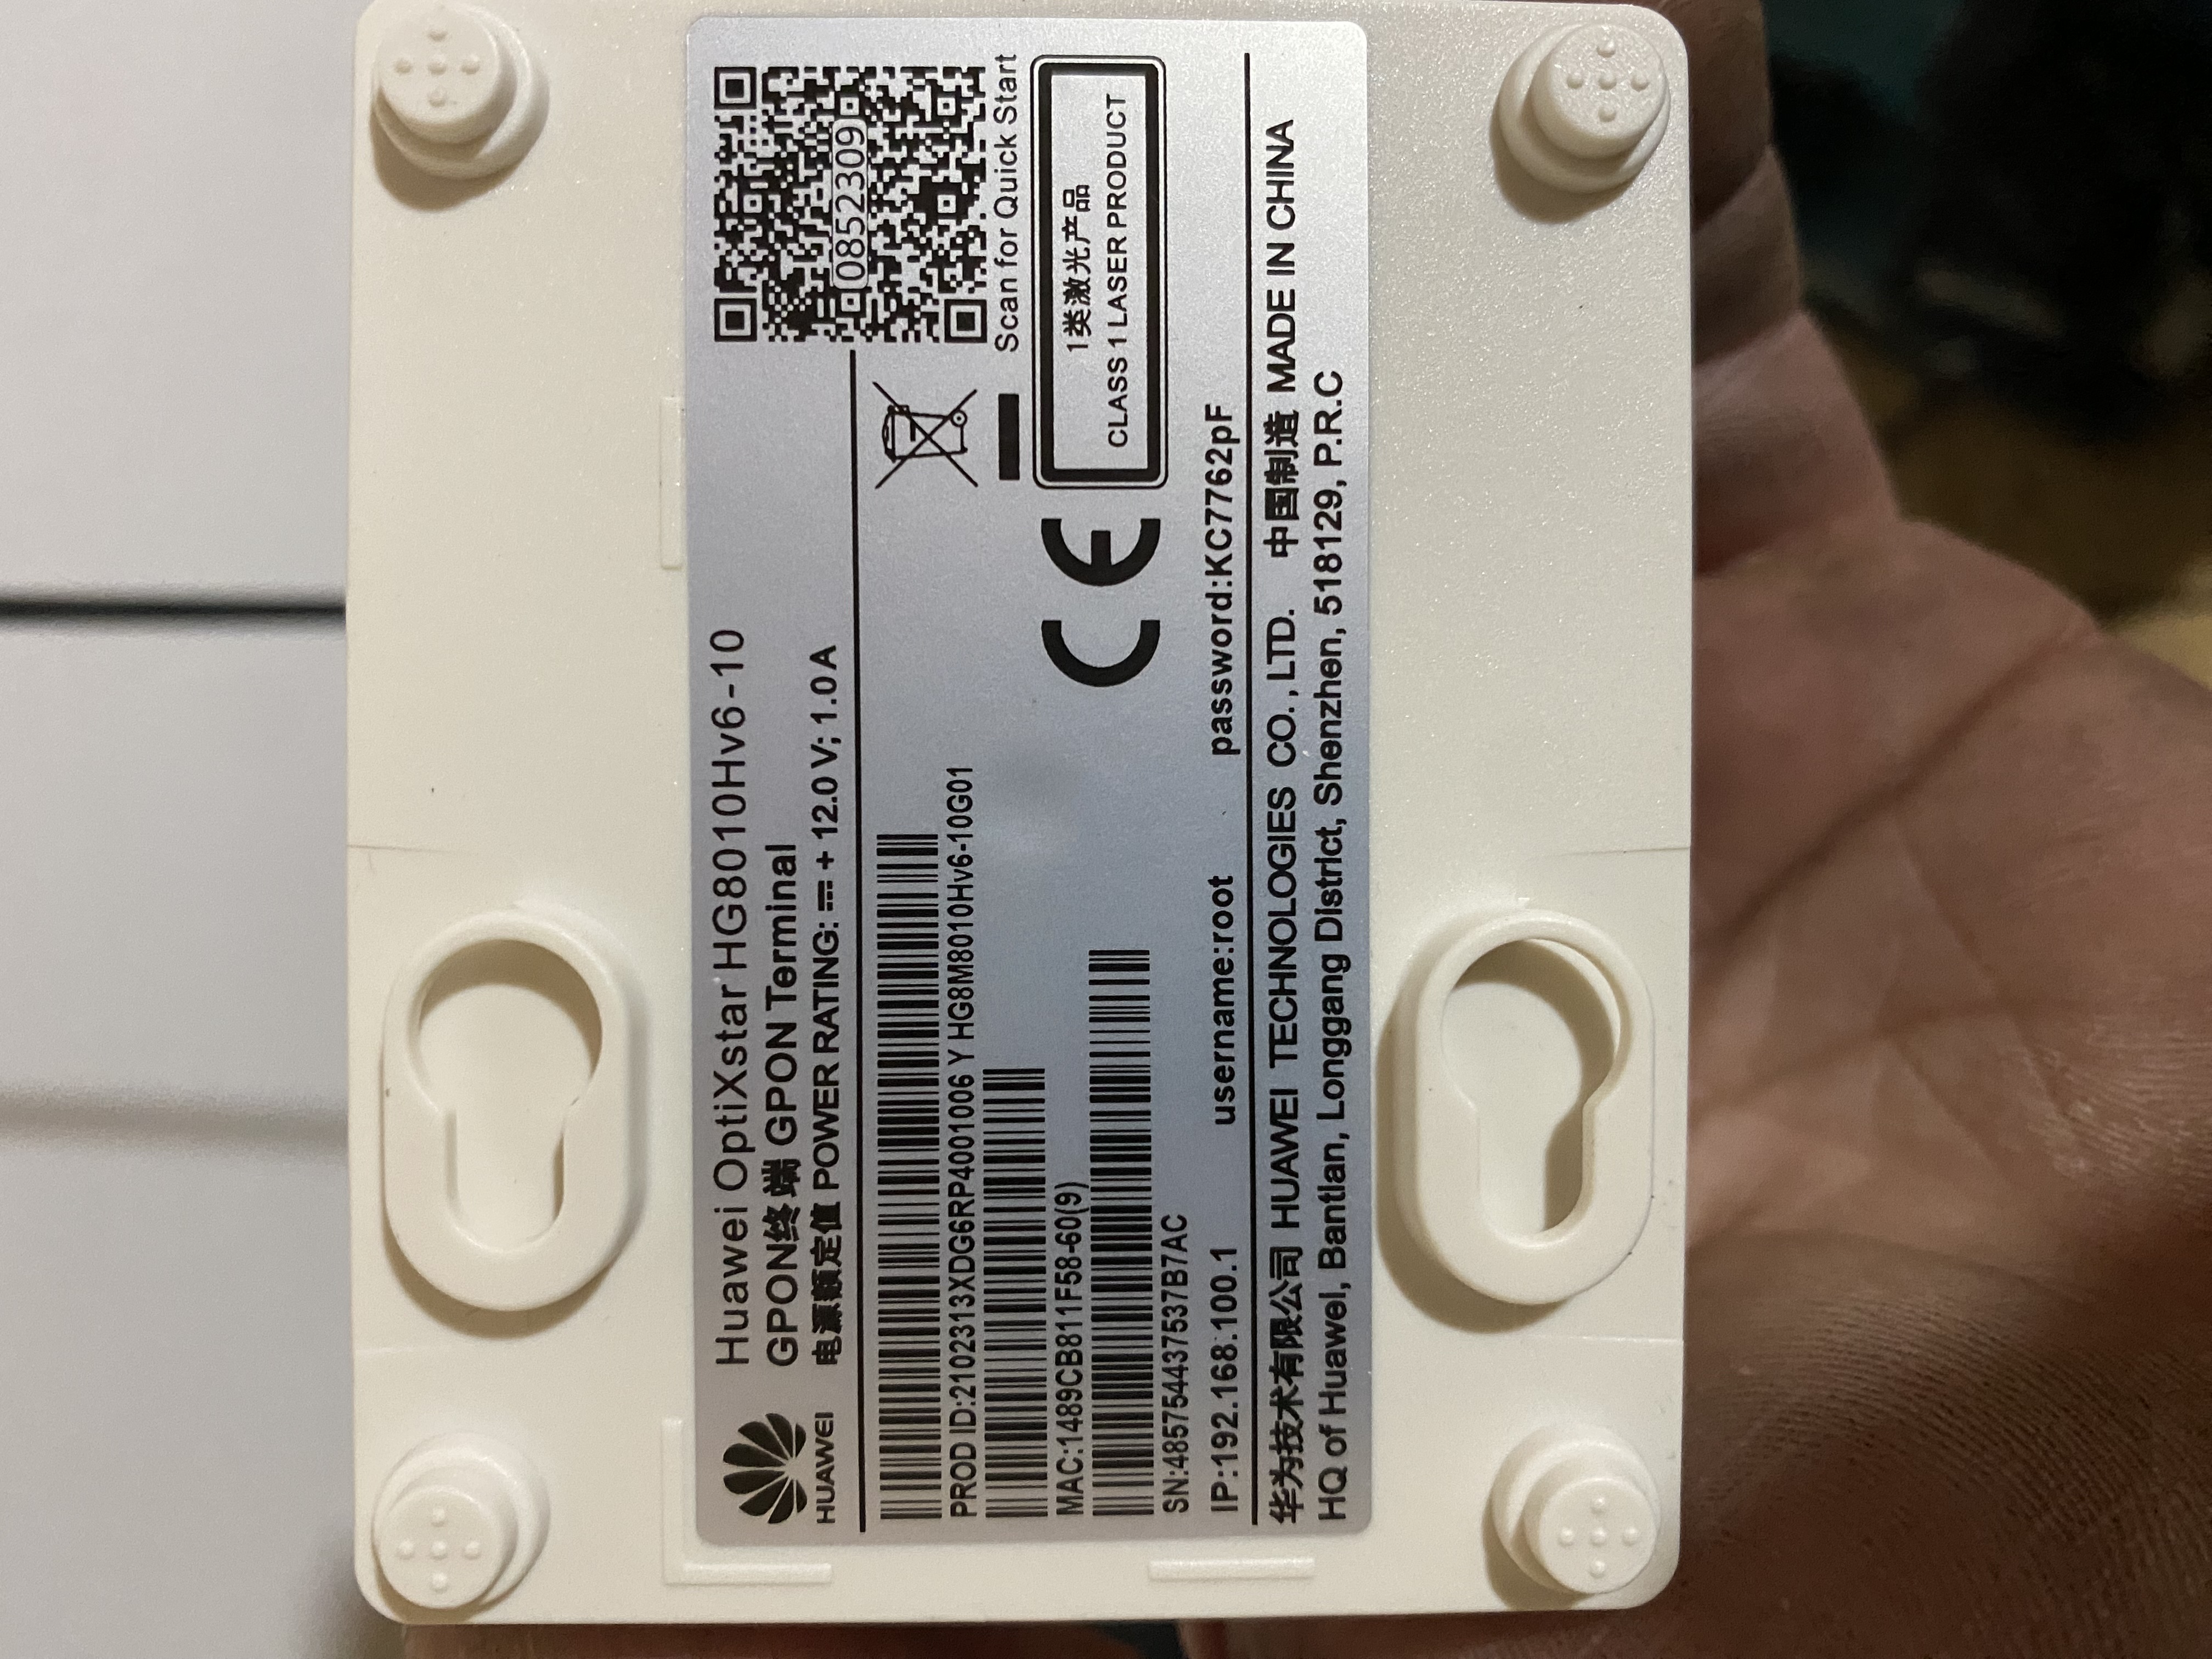 Huawei OptiXstar HG8010Hv6-10
GPON终端 GPON Terminal
电源额定值 POWER RATING: ⎓ + 12.0 V; 1.0 A
HUAWEI
08522309
Scan for Quick Start
PROD ID:2102313XDG6RP4001006 Y HG8M8010Hv6-10G01
MAC:1489CB811F58-60(9)
SN:485754437537B7AC
CE
1类激光产品
CLASS 1 LASER PRODUCT
IP:192.168.100.1 username:root password:KC7762pF
华为技术有限公司 HUAWEI TECHNOLOGIES CO., LTD. 中国制造 MADE IN CHINA
HQ of Huawei, Bantian, Longgang District, Shenzhen, 518129, P.R.C